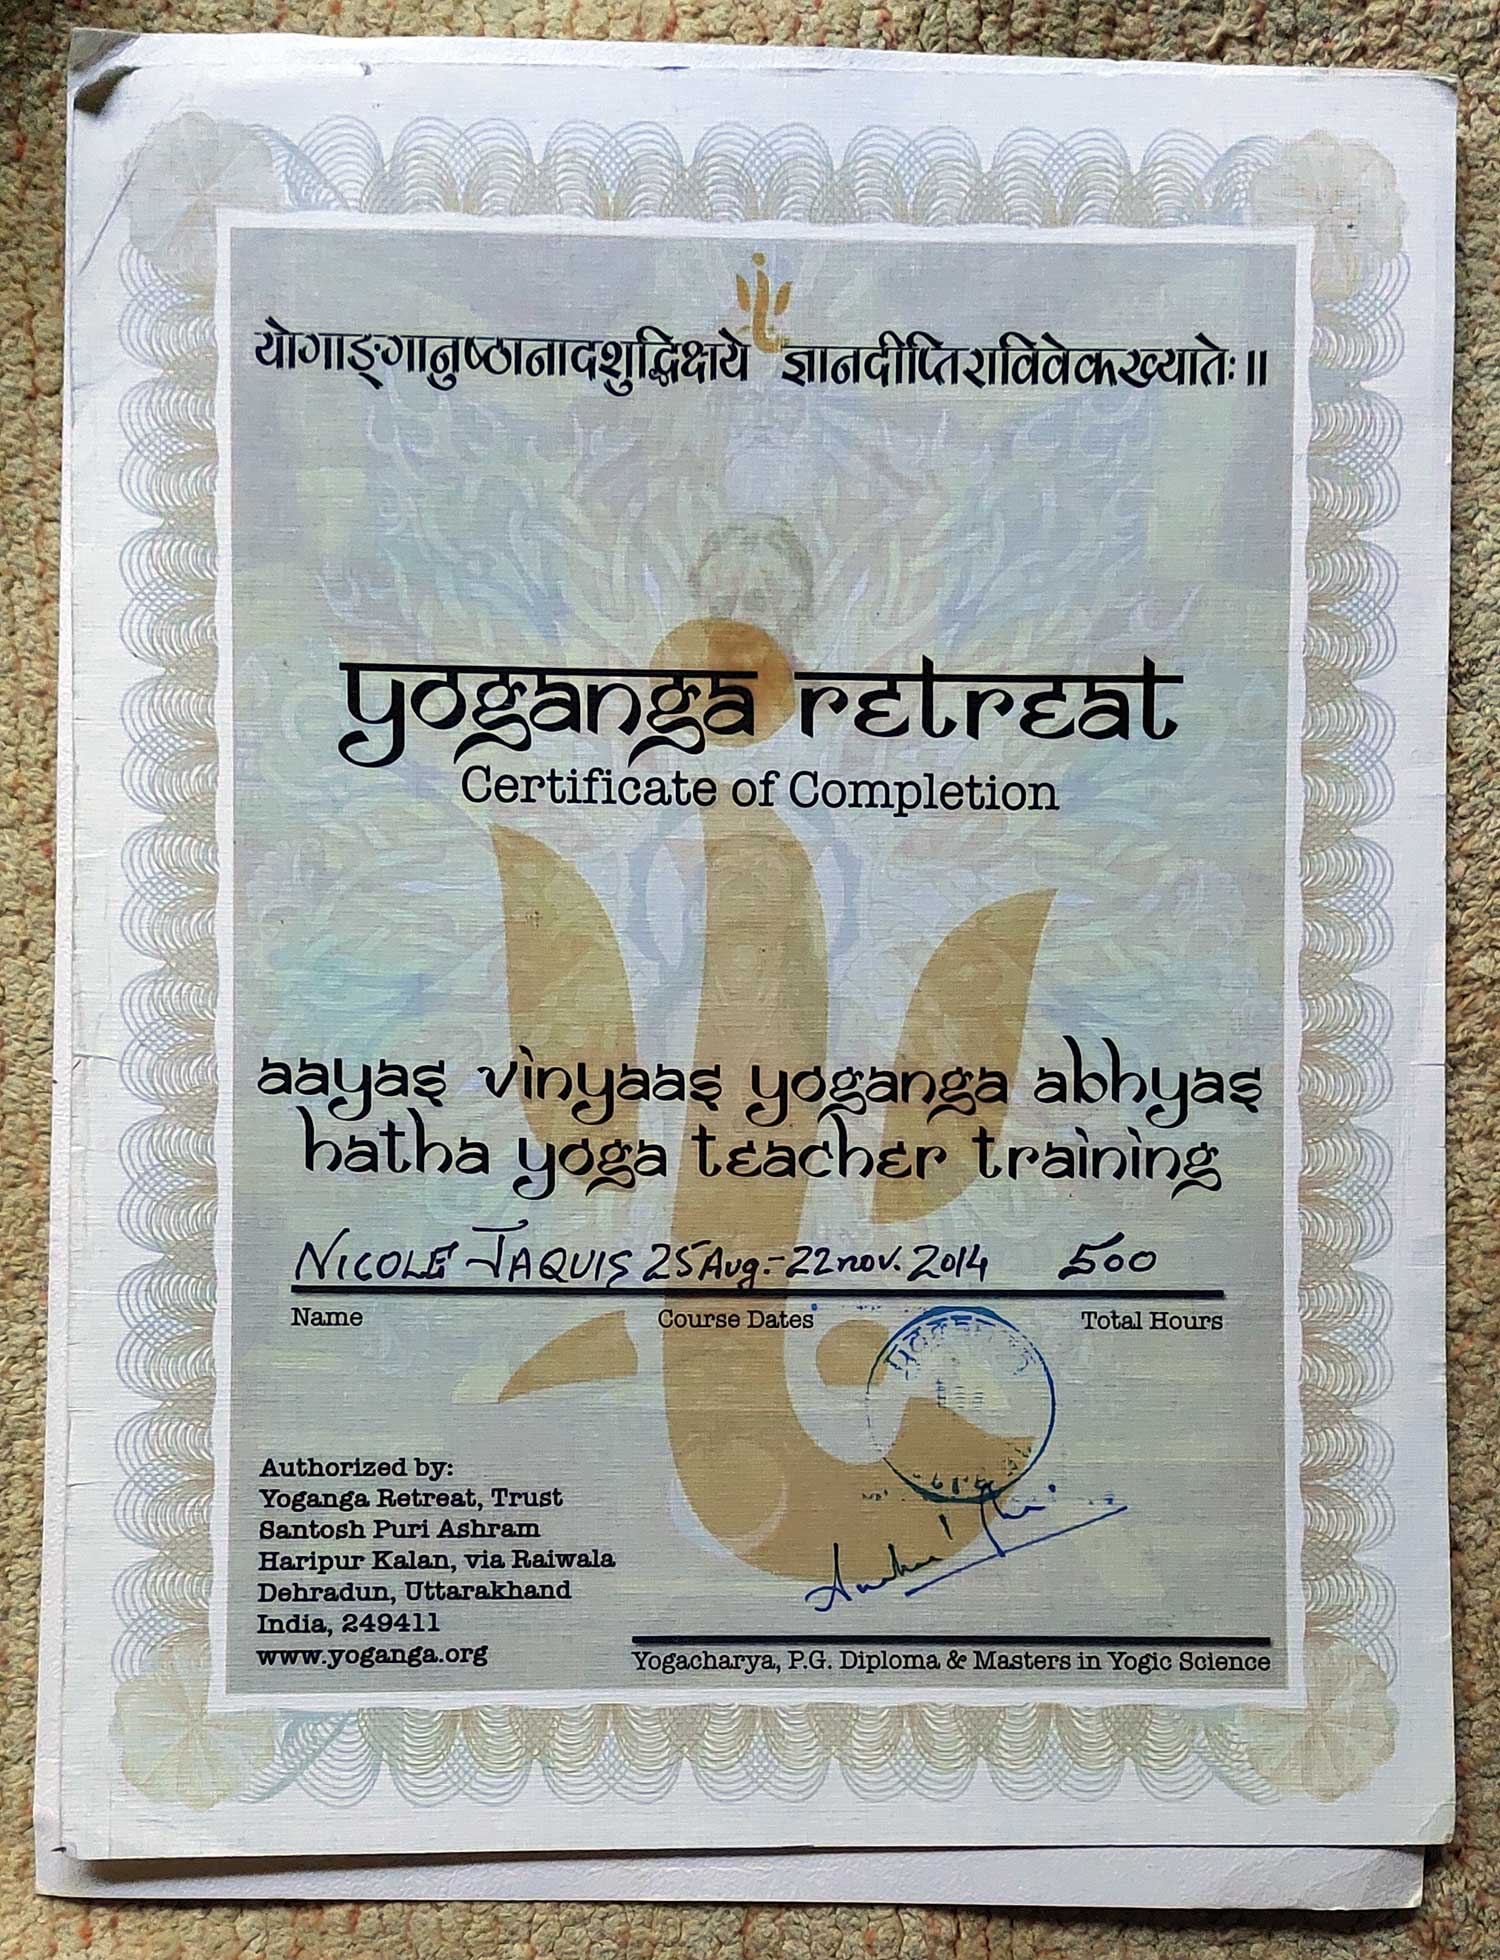 योगाङ्गानुष्ठानादशुद्धिक्षये ज्ञानदीप्तिराविवेकख्यातेः॥
yoganga retreat
Certificate of Completion
aayas vinyaas yoganga abhyas
hatha yoga teacher training
NICOLE JAQUIS 25 Aug.-22 nov. 2014 500
Name Course Dates Total Hours
Authorized by:
Yoganga Retreat, Trust
Santosh Puri Ashram
Haripur Kalan, via Raiwala
Dehradun, Uttarakhand
India, 249411
www.yoganga.org
Yogacharya, P.G. Diploma & Masters in Yogic Science